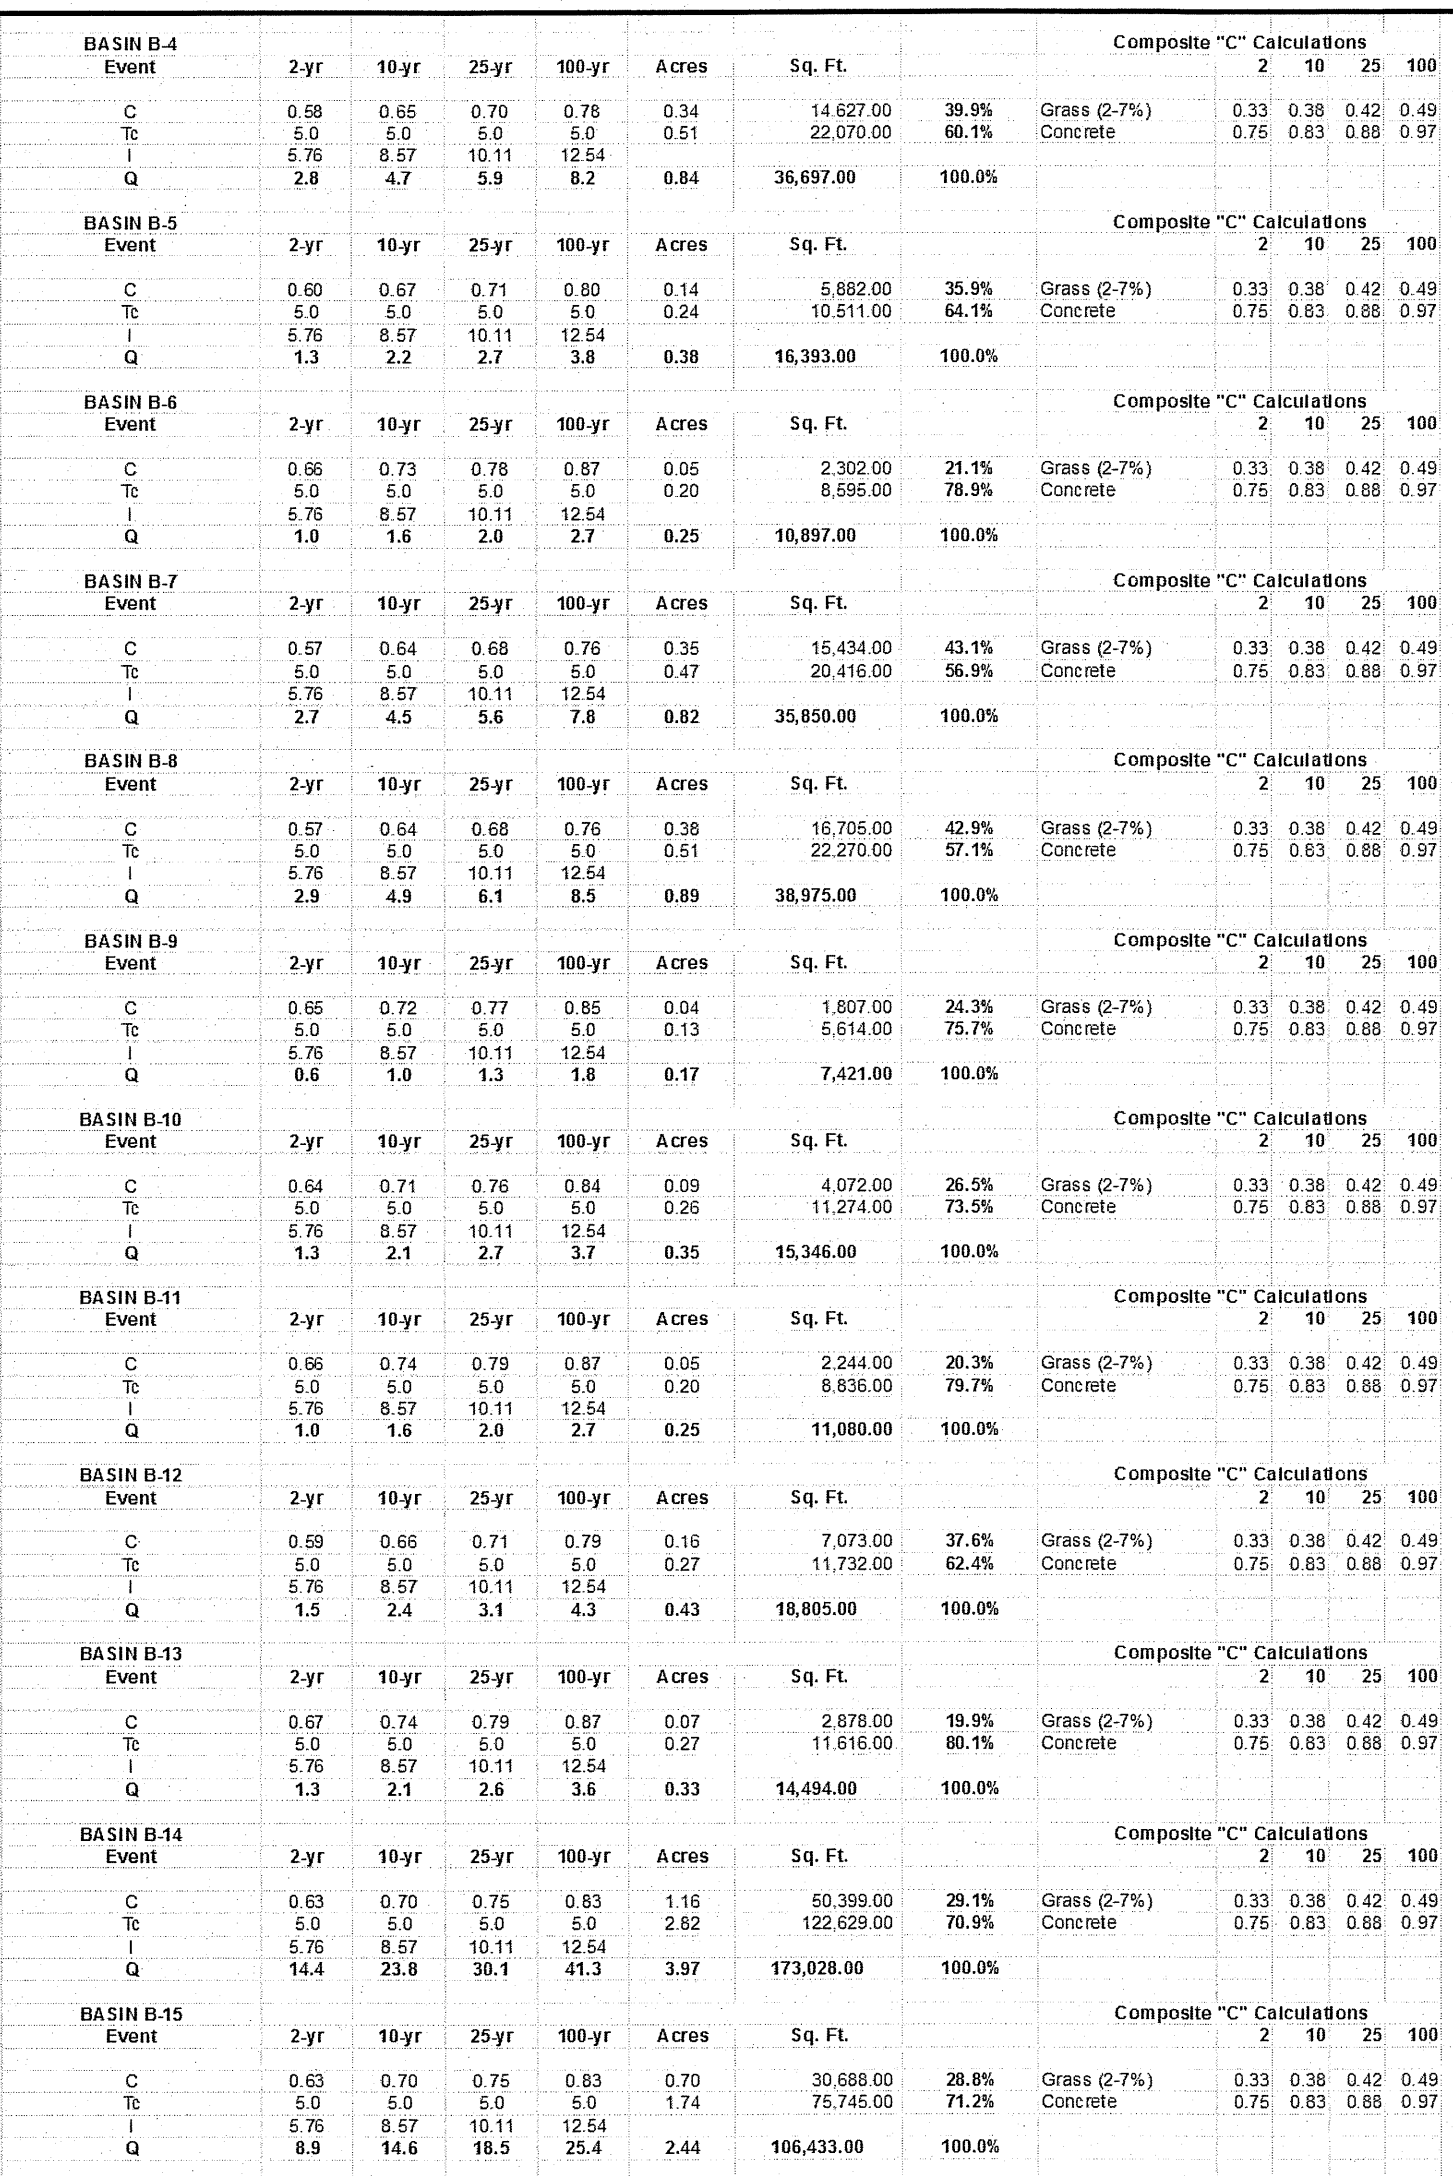 BASIN B-4 Composite "C" Calculations
Event 2-yr 10-yr 25-yr 100-yr Acres Sq. Ft. 2 10 25 100
C 0.58 0.65 0.70 0.78 0.34 14,627.00 39.9% Grass (2-7%) 0.33 0.38 0.42 0.49
Tc 5.0 5.0 5.0 5.0 0.51 22,070.00 60.1% Concrete 0.75 0.83 0.88 0.97
I 5.76 8.57 10.11 12.54
Q 2.8 4.7 5.9 8.2 0.84 36,697.00 100.0%
BASIN B-5 Composite "C" Calculations
Event 2-yr 10-yr 25-yr 100-yr Acres Sq. Ft. 2 10 25 100
C 0.60 0.67 0.71 0.80 0.14 5,882.00 35.9% Grass (2-7%) 0.33 0.38 0.42 0.49
Tc 5.0 5.0 5.0 5.0 0.24 10,511.00 64.1% Concrete 0.75 0.83 0.88 0.97
I 5.76 8.57 10.11 12.54
Q 1.3 2.2 2.7 3.8 0.38 16,393.00 100.0%
BASIN B-6 Composite "C" Calculations
Event 2-yr 10-yr 25-yr 100-yr Acres Sq. Ft. 2 10 25 100
C 0.66 0.73 0.78 0.87 0.05 2,302.00 21.1% Grass (2-7%) 0.33 0.38 0.42 0.49
Tc 5.0 5.0 5.0 5.0 0.20 8,595.00 78.9% Concrete 0.75 0.83 0.88 0.97
I 5.76 8.57 10.11 12.54
Q 1.0 1.6 2.0 2.7 0.25 10,897.00 100.0%
BASIN B-7 Composite "C" Calculations
Event 2-yr 10-yr 25-yr 100-yr Acres Sq. Ft. 2 10 25 100
C 0.57 0.64 0.68 0.76 0.35 15,434.00 43.1% Grass (2-7%) 0.33 0.38 0.42 0.49
Tc 5.0 5.0 5.0 5.0 0.47 20,416.00 56.9% Concrete 0.75 0.83 0.88 0.97
I 5.76 8.57 10.11 12.54
Q 2.7 4.5 5.6 7.8 0.82 35,850.00 100.0%
BASIN B-8 Composite "C" Calculations
Event 2-yr 10-yr 25-yr 100-yr Acres Sq. Ft. 2 10 25 100
C 0.57 0.64 0.68 0.76 0.38 16,705.00 42.9% Grass (2-7%) 0.33 0.38 0.42 0.49
Tc 5.0 5.0 5.0 5.0 0.51 22,270.00 57.1% Concrete 0.75 0.83 0.88 0.97
I 5.76 8.57 10.11 12.54
Q 2.9 4.9 6.1 8.5 0.89 38,975.00 100.0%
BASIN B-9 Composite "C" Calculations
Event 2-yr 10-yr 25-yr 100-yr Acres Sq. Ft. 2 10 25 100
C 0.65 0.72 0.77 0.85 0.04 1,807.00 24.3% Grass (2-7%) 0.33 0.38 0.42 0.49
Tc 5.0 5.0 5.0 5.0 0.13 5,614.00 75.7% Concrete 0.75 0.83 0.88 0.97
I 5.76 8.57 10.11 12.54
Q 0.6 1.0 1.3 1.8 0.17 7,421.00 100.0%
BASIN B-10 Composite "C" Calculations
Event 2-yr 10-yr 25-yr 100-yr Acres Sq. Ft. 2 10 25 100
C 0.64 0.71 0.76 0.84 0.09 4,072.00 26.5% Grass (2-7%) 0.33 0.38 0.42 0.49
Tc 5.0 5.0 5.0 5.0 0.26 11,274.00 73.5% Concrete 0.75 0.83 0.88 0.97
I 5.76 8.57 10.11 12.54
Q 1.3 2.1 2.7 3.7 0.35 15,346.00 100.0%
BASIN B-11 Composite "C" Calculations
Event 2-yr 10-yr 25-yr 100-yr Acres Sq. Ft. 2 10 25 100
C 0.66 0.74 0.79 0.87 0.05 2,244.00 20.3% Grass (2-7%) 0.33 0.38 0.42 0.49
Tc 5.0 5.0 5.0 5.0 0.20 8,836.00 79.7% Concrete 0.75 0.83 0.88 0.97
I 5.76 8.57 10.11 12.54
Q 1.0 1.6 2.0 2.7 0.25 11,080.00 100.0%
BASIN B-12 Composite "C" Calculations
Event 2-yr 10-yr 25-yr 100-yr Acres Sq. Ft. 2 10 25 100
C 0.59 0.66 0.71 0.79 0.16 7,073.00 37.6% Grass (2-7%) 0.33 0.38 0.42 0.49
Tc 5.0 5.0 5.0 5.0 0.27 11,732.00 62.4% Concrete 0.75 0.83 0.88 0.97
I 5.76 8.57 10.11 12.54
Q 1.5 2.4 3.1 4.3 0.43 18,805.00 100.0%
BASIN B-13 Composite "C" Calculations
Event 2-yr 10-yr 25-yr 100-yr Acres Sq. Ft. 2 10 25 100
C 0.67 0.74 0.79 0.87 0.07 2,878.00 19.9% Grass (2-7%) 0.33 0.38 0.42 0.49
Tc 5.0 5.0 5.0 5.0 0.27 11,616.00 80.1% Concrete 0.75 0.83 0.88 0.97
I 5.76 8.57 10.11 12.54
Q 1.3 2.1 2.6 3.6 0.33 14,494.00 100.0%
BASIN B-14 Composite "C" Calculations
Event 2-yr 10-yr 25-yr 100-yr Acres Sq. Ft. 2 10 25 100
C 0.63 0.70 0.75 0.83 1.16 50,399.00 29.1% Grass (2-7%) 0.33 0.38 0.42 0.49
Tc 5.0 5.0 5.0 5.0 2.82 122,629.00 70.9% Concrete 0.75 0.83 0.88 0.97
I 5.76 8.57 10.11 12.54
Q 14.4 23.8 30.1 41.3 3.97 173,028.00 100.0%
BASIN B-15 Composite "C" Calculations
Event 2-yr 10-yr 25-yr 100-yr Acres Sq. Ft. 2 10 25 100
C 0.63 0.70 0.75 0.83 0.70 30,688.00 28.8% Grass (2-7%) 0.33 0.38 0.42 0.49
Tc 5.0 5.0 5.0 5.0 1.74 75,745.00 71.2% Concrete 0.75 0.83 0.88 0.97
I 5.76 8.57 10.11 12.54
Q 8.9 14.6 18.5 25.4 2.44 106,433.00 100.0%